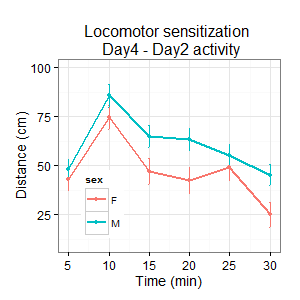 Locomotor sensitization
Day4 - Day2 activity
Distance (cm)
100
75
50
25
sex
F
M
5 10 15 20 25 30
Time (min)